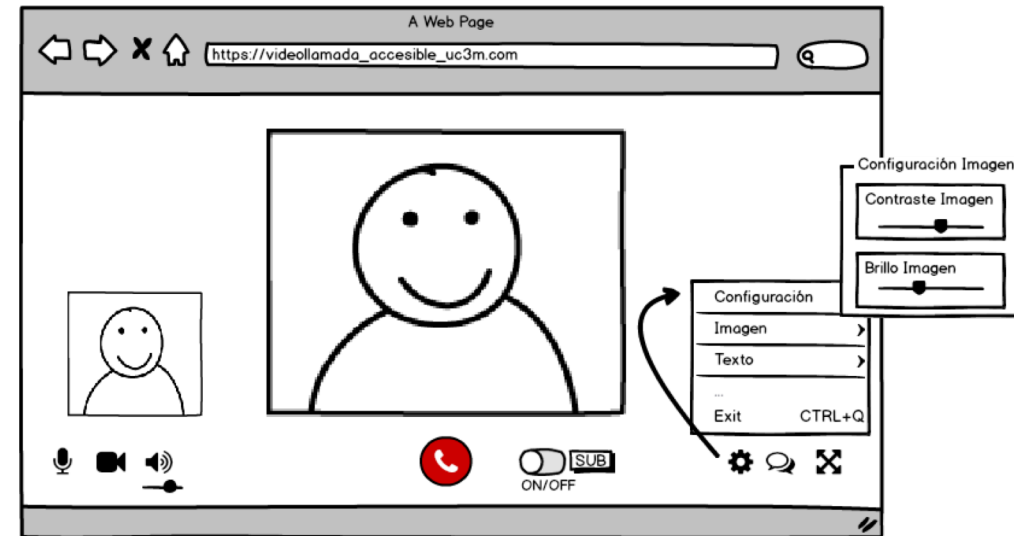 A Web Page
https://videollamada_accesible_uc3m.com
Configuración Imagen
Contraste Imagen
Brillo Imagen
Configuración
Imagen
Texto
...
Exit CTRL+Q
SUB
ON/OFF